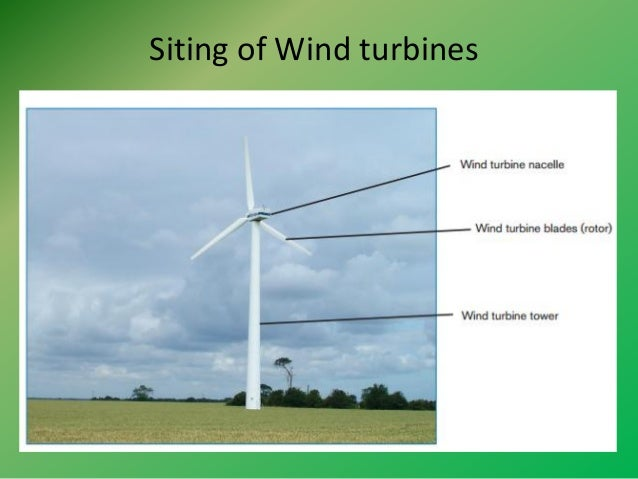 Siting of Wind turbines
Wind turbine nacelle
Wind turbine blades (rotor)
Wind turbine tower